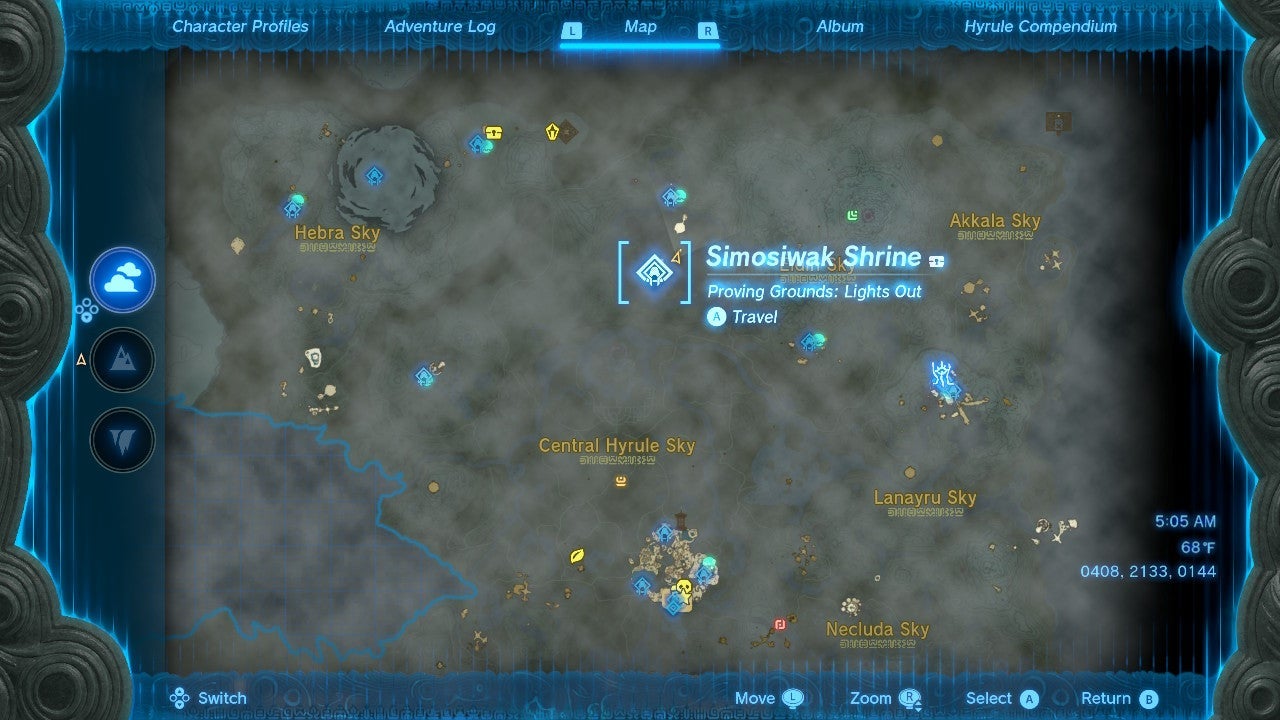 Character Profiles
Adventure Log
L
Map
R
Album
Hyrule Compendium
Hebra Sky
Akkala Sky
Simosiwak Shrine
Proving Grounds: Lights Out
A Travel
Central Hyrule Sky
Lanayru Sky
5:05 AM
68°F
0408, 2133, 0144
Necluda Sky
Switch
Move L
Zoom R
Select A
Return B